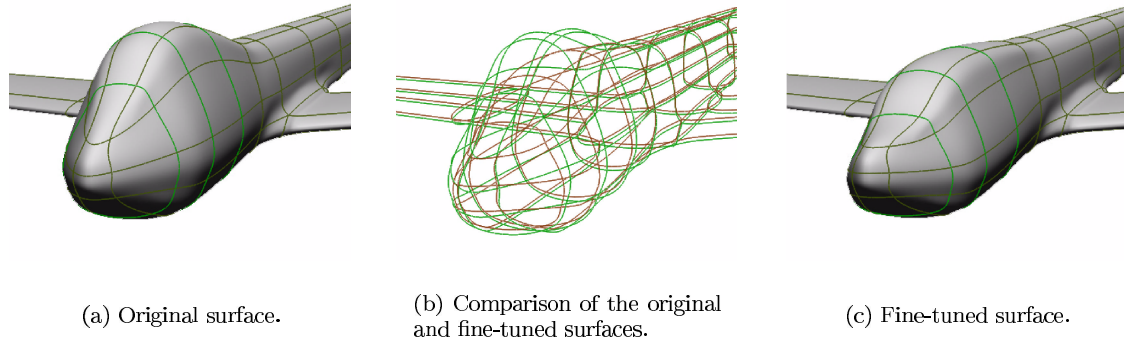 (a) Original surface.
(b) Comparison of the original
and fine-tuned surfaces.
(c) Fine-tuned surface.